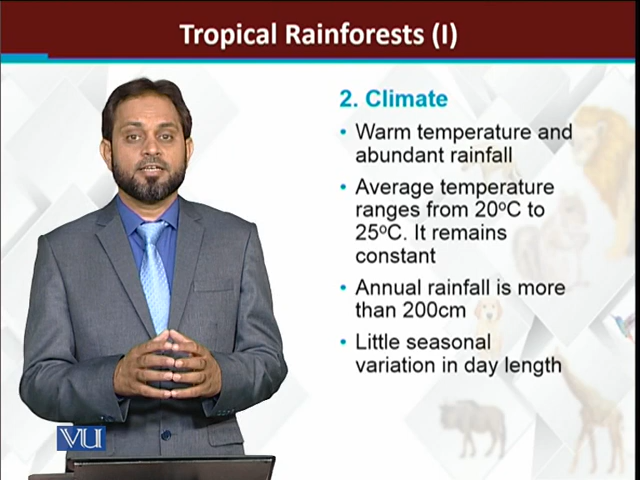 Tropical Rainforests (I)
2. Climate
• Warm temperature and
abundant rainfall
• Average temperature
ranges from 20ºC to
25ºC. It remains
constant
• Annual rainfall is more
than 200cm
• Little seasonal
variation in day length
VU